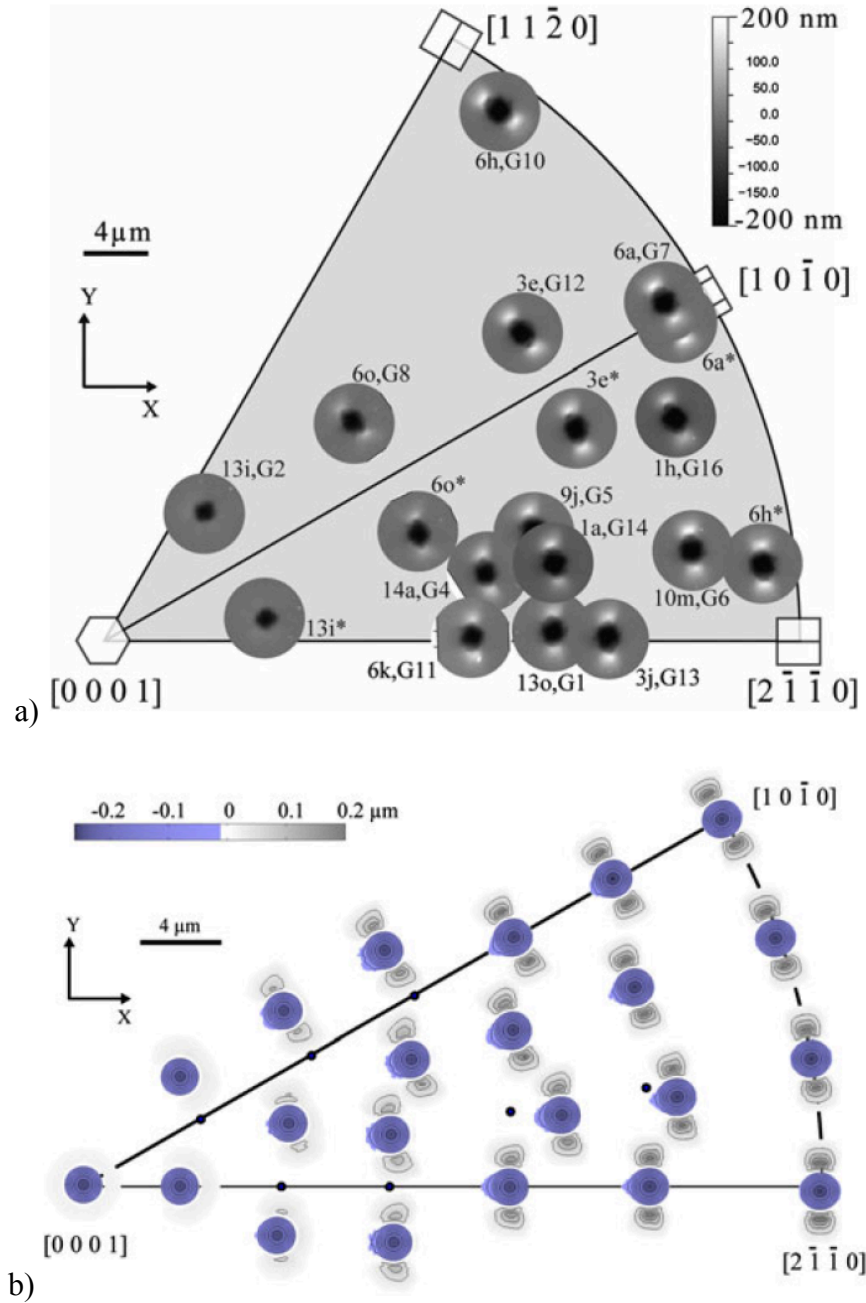 [1 1 2̄ 0]
200 nm
100.0
50.0
0.0
-50.0
-100.0
-150.0
-200 nm
6h,G10
4µm
6a,G7
[1 0 1̄ 0]
3e,G12
Y
X
6a*
6o,G8
3e*
1h,G16
13i,G2
6o*
9j,G5
1a,G14
6h*
14a,G4
10m,G6
13i*
6k,G11
13o,G1
3j,G13
[0 0 0 1]
[2 1̄ 1̄ 0]
a)
-0.2 -0.1 0 0.1 0.2 µm
[1 0 1̄ 0]
Y
4 µm
X
[0 0 0 1]
[2 1̄ 1̄ 0]
b)